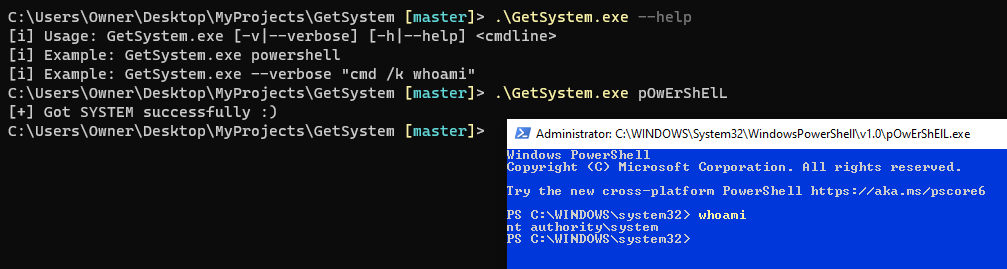 C:\Users\Owner\Desktop\MyProjects\GetSystem [master]> .\GetSystem.exe --help
[i] Usage: GetSystem.exe [-v|--verbose] [-h|--help] <cmdline>
[i] Example: GetSystem.exe powershell
[i] Example: GetSystem.exe --verbose "cmd /k whoami"
C:\Users\Owner\Desktop\MyProjects\GetSystem [master]> .\GetSystem.exe pOwErShElL
[+] Got SYSTEM successfully :)
C:\Users\Owner\Desktop\MyProjects\GetSystem [master]>
Administrator: C:\WINDOWS\System32\WindowsPowerShell\v1.0\pOwErShElL.exe
Windows PowerShell
Copyright (C) Microsoft Corporation. All rights reserved.
Try the new cross-platform PowerShell https://aka.ms/pscore6
PS C:\WINDOWS\system32> whoami
nt authority\system
PS C:\WINDOWS\system32>